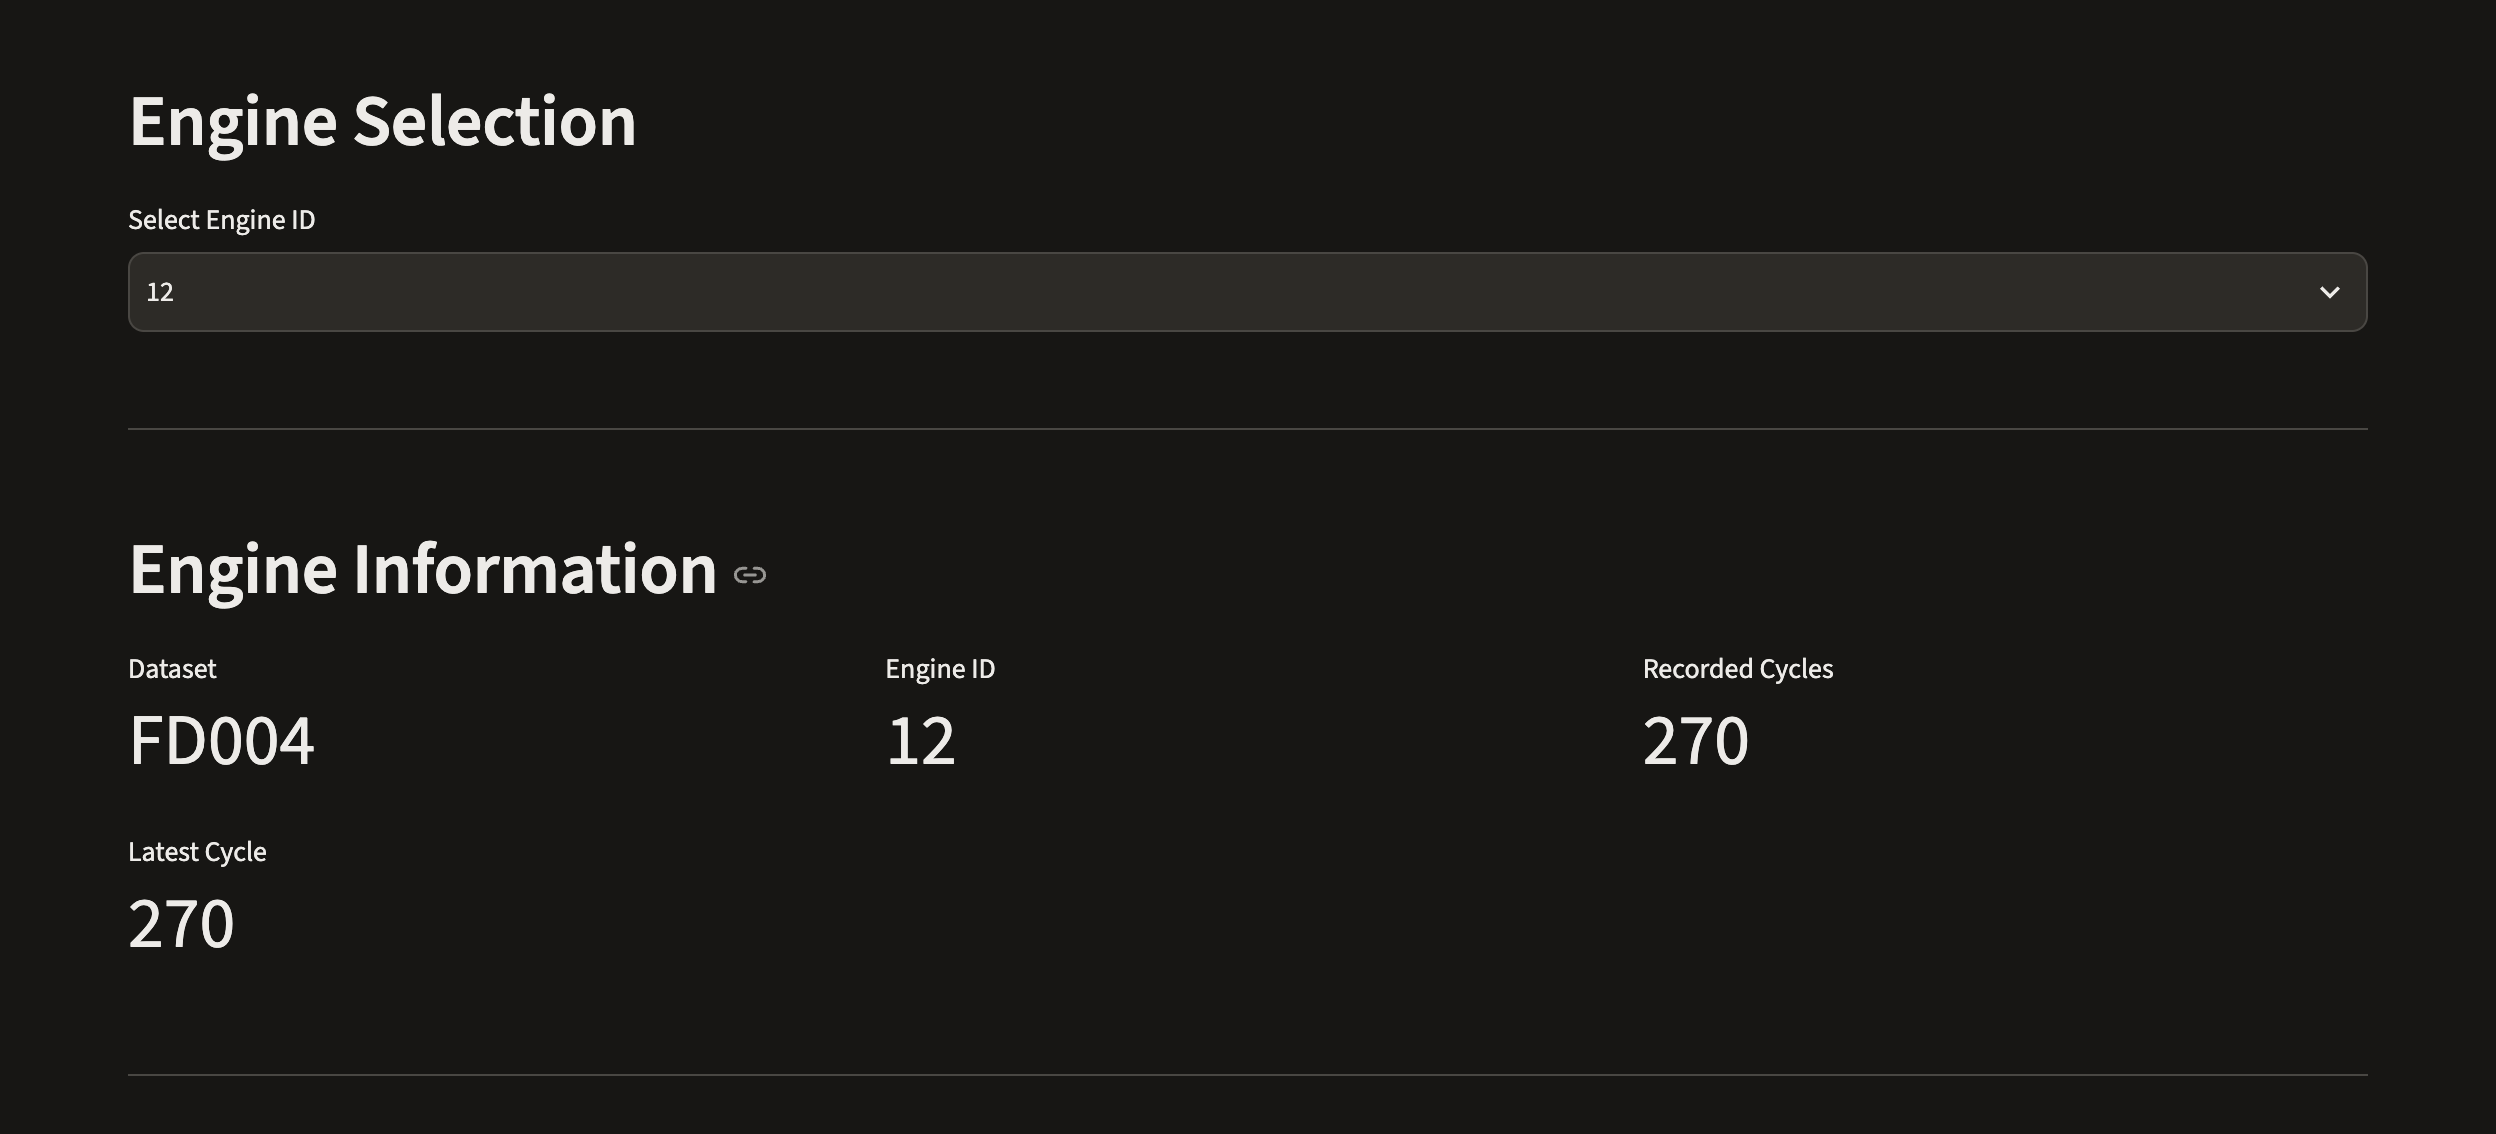 Engine Selection
Select Engine ID
12
Engine Information
Dataset
FD004
Engine ID
12
Recorded Cycles
270
Latest Cycle
270